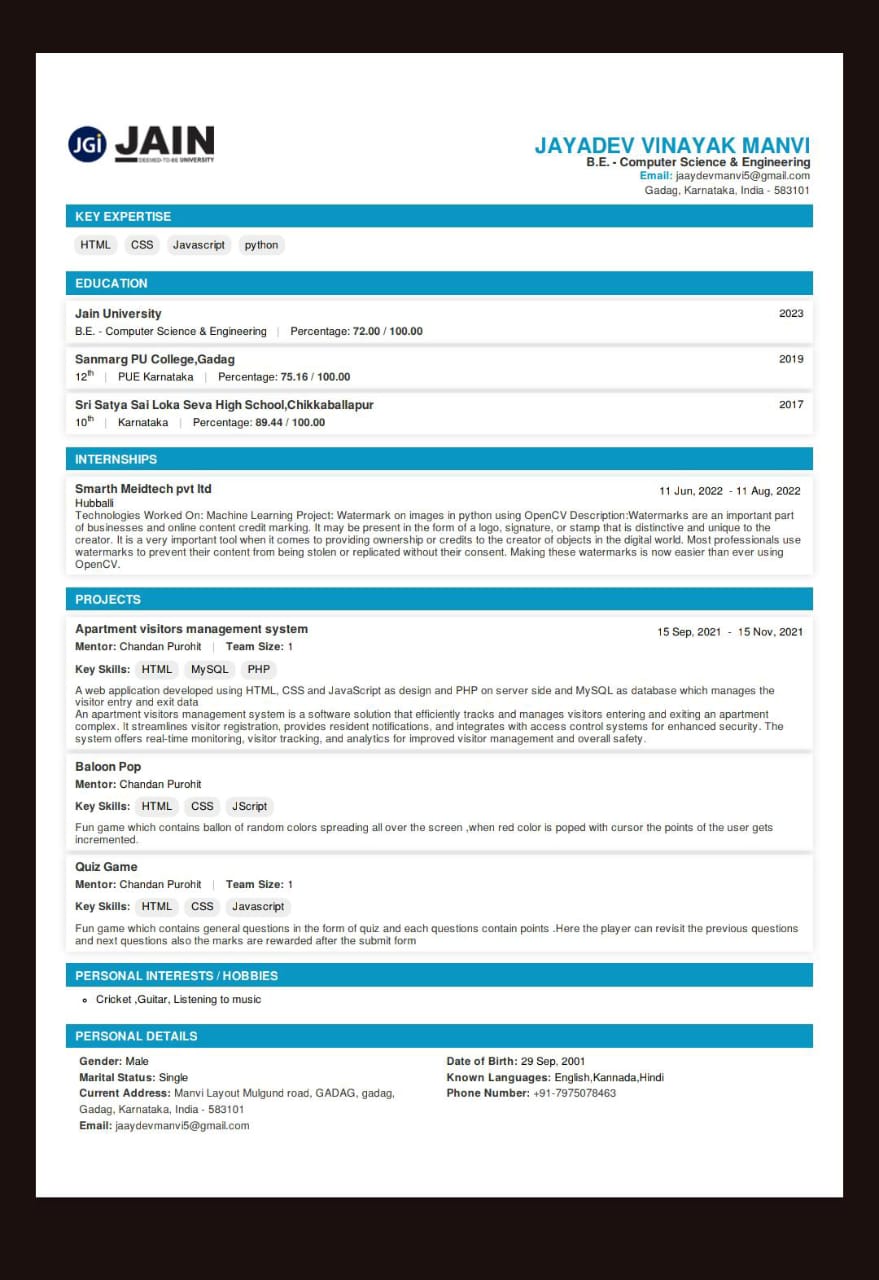 JGi JAIN
DEEMED-TO-BE UNIVERSITY
JAYADEV VINAYAK MANVI
B.E. - Computer Science & Engineering
Email: jaaydevmanvi5@gmail.com
Gadag, Karnataka, India - 583101
KEY EXPERTISE
HTML CSS Javascript python
EDUCATION
Jain University 2023
B.E. - Computer Science & Engineering | Percentage: 72.00 / 100.00
Sanmarg PU College,Gadag 2019
12th | PUE Karnataka | Percentage: 75.16 / 100.00
Sri Satya Sai Loka Seva High School,Chikkaballapur 2017
10th | Karnataka | Percentage: 89.44 / 100.00
INTERNSHIPS
Smarth Meidtech pvt ltd 11 Jun, 2022 - 11 Aug, 2022
Hubballi
Technologies Worked On: Machine Learning Project: Watermark on images in python using OpenCV Description:Watermarks are an important part
of businesses and online content credit marking. It may be present in the form of a logo, signature, or stamp that is distinctive and unique to the
creator. It is a very important tool when it comes to providing ownership or credits to the creator of objects in the digital world. Most professionals use
watermarks to prevent their content from being stolen or replicated without their consent. Making these watermarks is now easier than ever using
OpenCV.
PROJECTS
Apartment visitors management system 15 Sep, 2021 - 15 Nov, 2021
Mentor: Chandan Purohit | Team Size: 1
Key Skills: HTML MySQL PHP
A web application developed using HTML, CSS and JavaScript as design and PHP on server side and MySQL as database which manages the
visitor entry and exit data
An apartment visitors management system is a software solution that efficiently tracks and manages visitors entering and exiting an apartment
complex. It streamlines visitor registration, provides resident notifications, and integrates with access control systems for enhanced security. The
system offers real-time monitoring, visitor tracking, and analytics for improved visitor management and overall safety.
Baloon Pop
Mentor: Chandan Purohit
Key Skills: HTML CSS JScript
Fun game which contains ballon of random colors spreading all over the screen ,when red color is poped with cursor the points of the user gets
incremented.
Quiz Game
Mentor: Chandan Purohit | Team Size: 1
Key Skills: HTML CSS Javascript
Fun game which contains general questions in the form of quiz and each questions contain points .Here the player can revisit the previous questions
and next questions also the marks are rewarded after the submit form
PERSONAL INTERESTS / HOBBIES
Cricket ,Guitar, Listening to music
PERSONAL DETAILS
Gender: Male Date of Birth: 29 Sep, 2001
Marital Status: Single Known Languages: English,Kannada,Hindi
Current Address: Manvi Layout Mulgund road, GADAG, gadag, Phone Number: +91-7975078463
Gadag, Karnataka, India - 583101
Email: jaaydevmanvi5@gmail.com